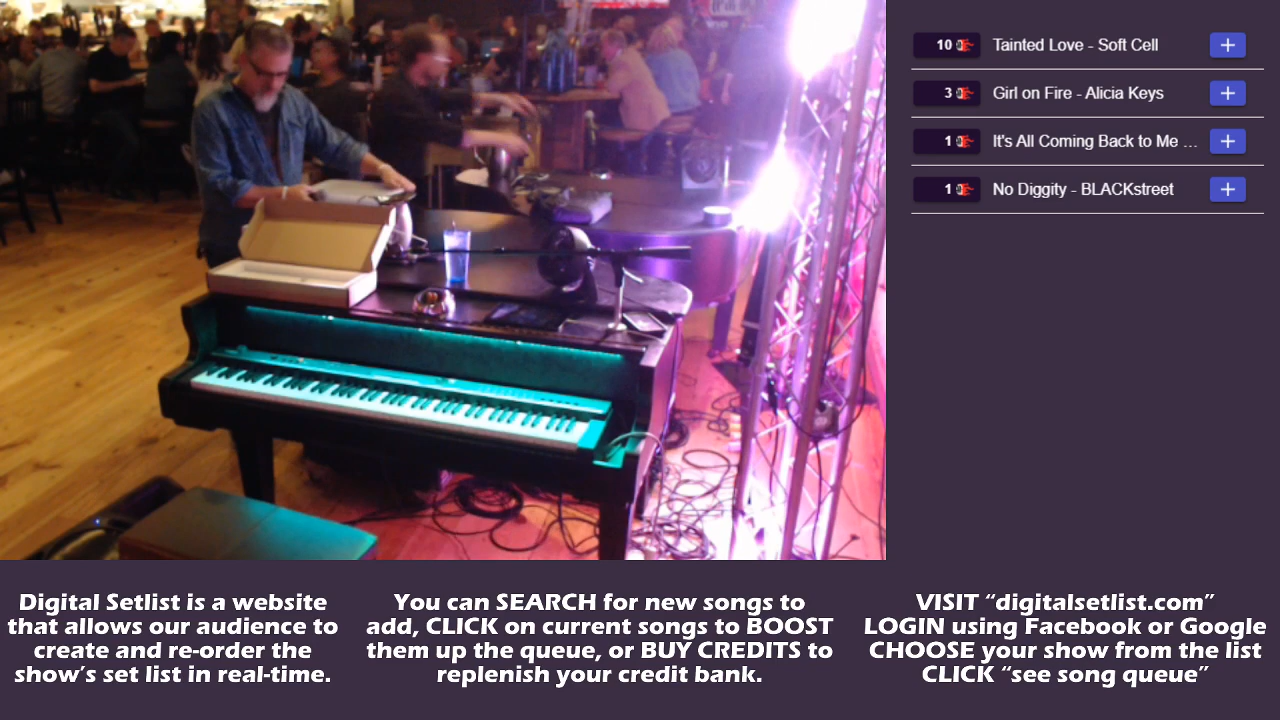 10 Tainted Love - Soft Cell
3 Girl on Fire - Alicia Keys
1 It's All Coming Back to Me ...
1 No Diggity - BLACKstreet
Digital Setlist is a website
that allows our audience to
create and re-order the
show's set list in real-time.
You can SEARCH for new songs to
add, CLICK on current songs to BOOST
them up the queue, or BUY CREDITS to
replenish your credit bank.
VISIT “digitalsetlist.com”
LOGIN using Facebook or Google
CHOOSE your show from the list
CLICK “see song queue”